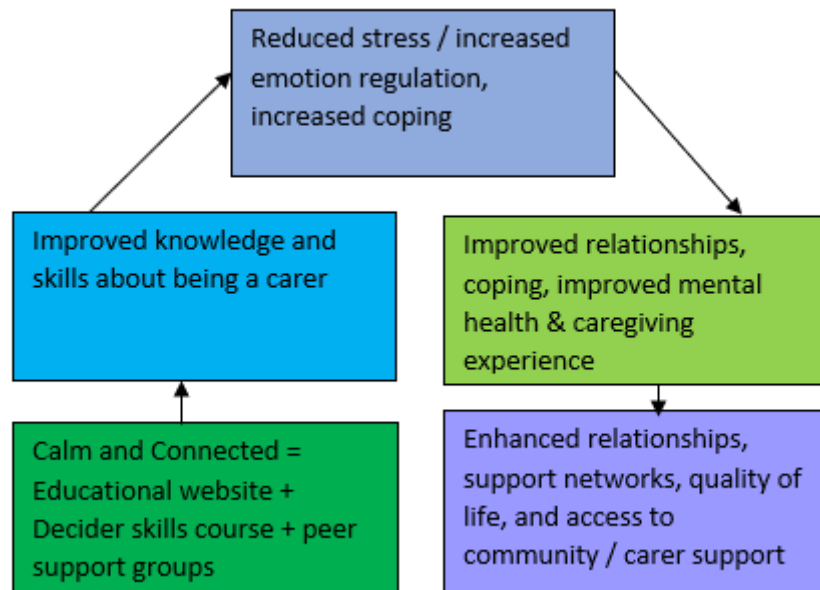 Reduced stress / increased
emotion regulation,
increased coping
Improved knowledge and
skills about being a carer
Improved relationships,
coping, improved mental
health & caregiving
experience
Calm and Connected =
Educational website +
Decider skills course + peer
support groups
Enhanced relationships,
support networks, quality of
life, and access to
community / carer support